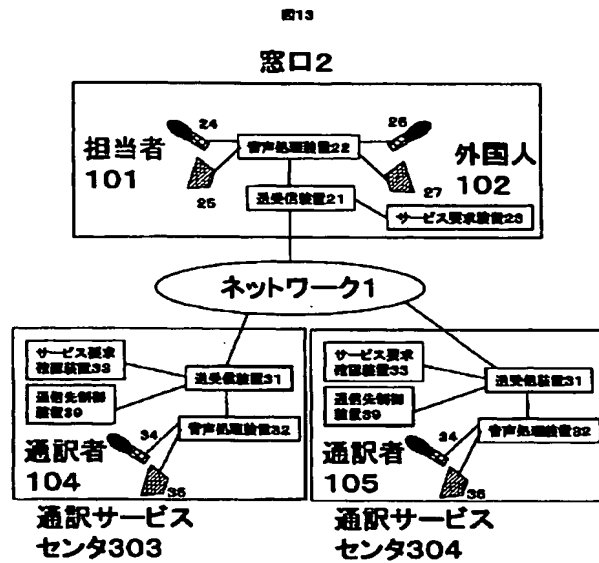 図13
窓口2
担当者
101
24
25
音声処理装置22
26
27
外国人
102
送受信装置21
サービス要求装置23
ネットワーク1
サービス要求
確認装置33
通信先制御
装置39
送受信装置31
音声処理装置32
34
35
通訳者
104
通訳サービス
センタ303
サービス要求
確認装置33
通信先制御
装置39
送受信装置31
音声処理装置32
34
35
通訳者
105
通訳サービス
センタ304